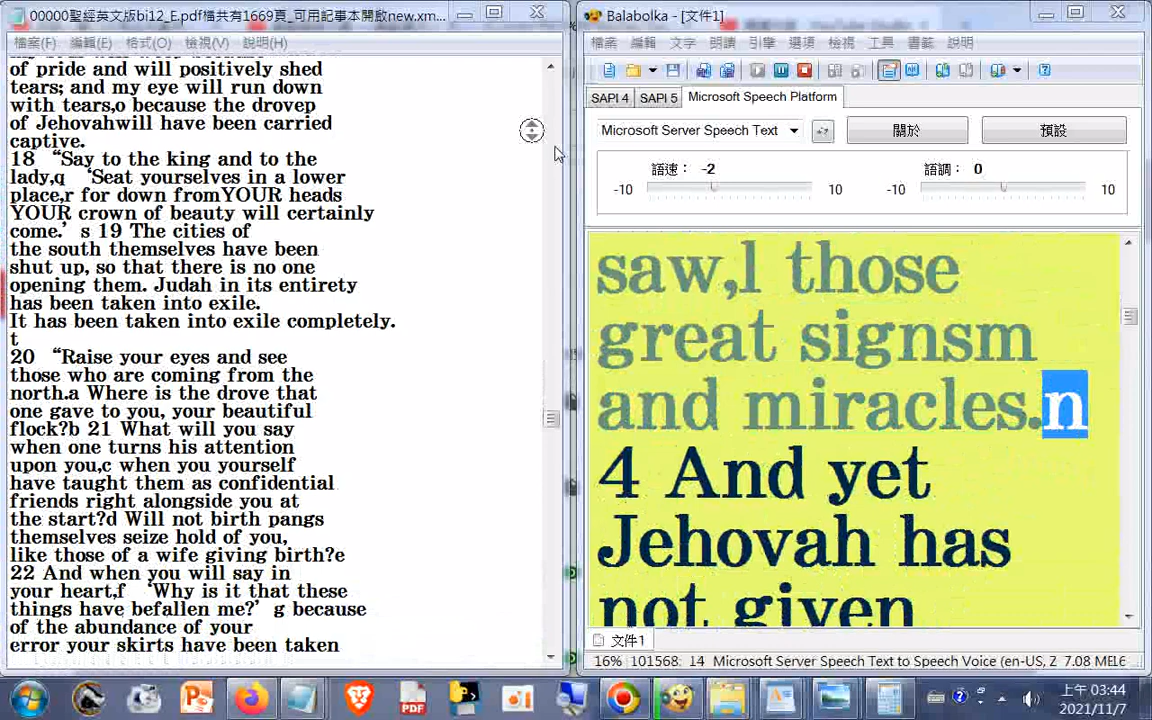 00000聖經英文版bi12_E.pdf檔共有1669頁_可用記事本開啟new.xm...
檔案(F) 編輯(E) 格式(O) 檢視(V) 說明(H)
of pride and will positively shed
tears; and my eye will run down
with tears,o because the drovep
of Jehovahwill have been carried
captive.
18 “Say to the king and to the
lady,q ‘Seat yourselves in a lower
place,r for down fromYOUR heads
YOUR crown of beauty will certainly
come.’ s 19 The cities of
the south themselves have been
shut up, so that there is no one
opening them. Judah in its entirety
has been taken into exile.
It has been taken into exile completely.
t
20 “Raise your eyes and see
those who are coming from the
north.a Where is the drove that
one gave to you, your beautiful
flock?b 21 What will you say
when one turns his attention
upon you,c when you yourself
have taught them as confidential
friends right alongside you at
the start?d Will not birth pangs
themselves seize hold of you,
like those of a wife giving birth?e
22 And when you will say in
your heart,f ‘Why is it that these
things have befallen me?’ g because
of the abundance of your
error your skirts have been taken
Balabolka - [文件1]
檔案 編輯 文字 朗讀 引擎 選項 檢視 工具 書籤 說明
SAPI 4 SAPI 5 Microsoft Speech Platform
Microsoft Server Speech Text 關於 預設
語速: -2 語調: 0
-10 10 -10 10
saw,l those
great signsm
and miracles.n
4 And yet
Jehovah has
not given
文件1
16% 101568: 14 Microsoft Server Speech Text to Speech Voice (en-US, Z 7.08 MEL6
上午 03:44
2021/11/7